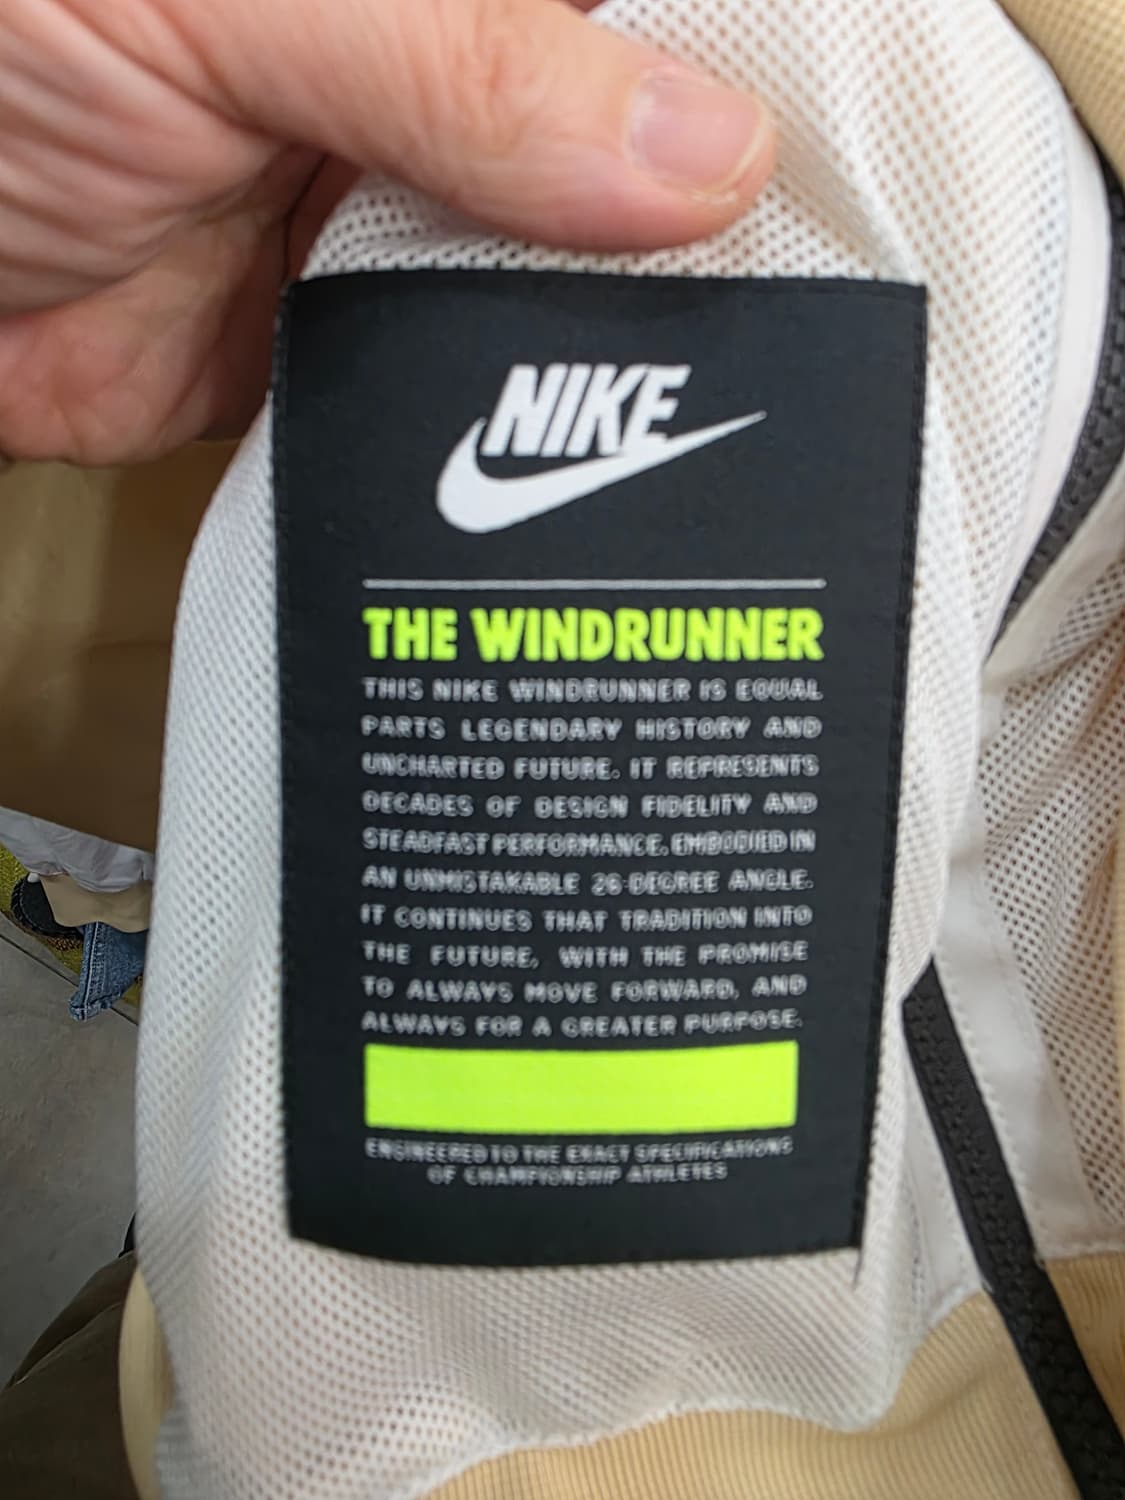 NIKE
THE WINDRUNNER
THIS NIKE WINDRUNNER IS EQUAL
PARTS LEGENDARY HISTORY AND
UNCHARTED FUTURE. IT REPRESENTS
DECADES OF DESIGN FIDELITY AND
STEADFAST PERFORMANCE, EMBODIED IN
AN UNMISTAKABLE 26-DEGREE ANGLE.
IT CONTINUES THAT TRADITION INTO
THE FUTURE, WITH THE PROMISE
TO ALWAYS MOVE FORWARD, AND
ALWAYS FOR A GREATER PURPOSE.
ENGINEERED TO THE EXACT SPECIFICATIONS
OF CHAMPIONSHIP ATHLETES